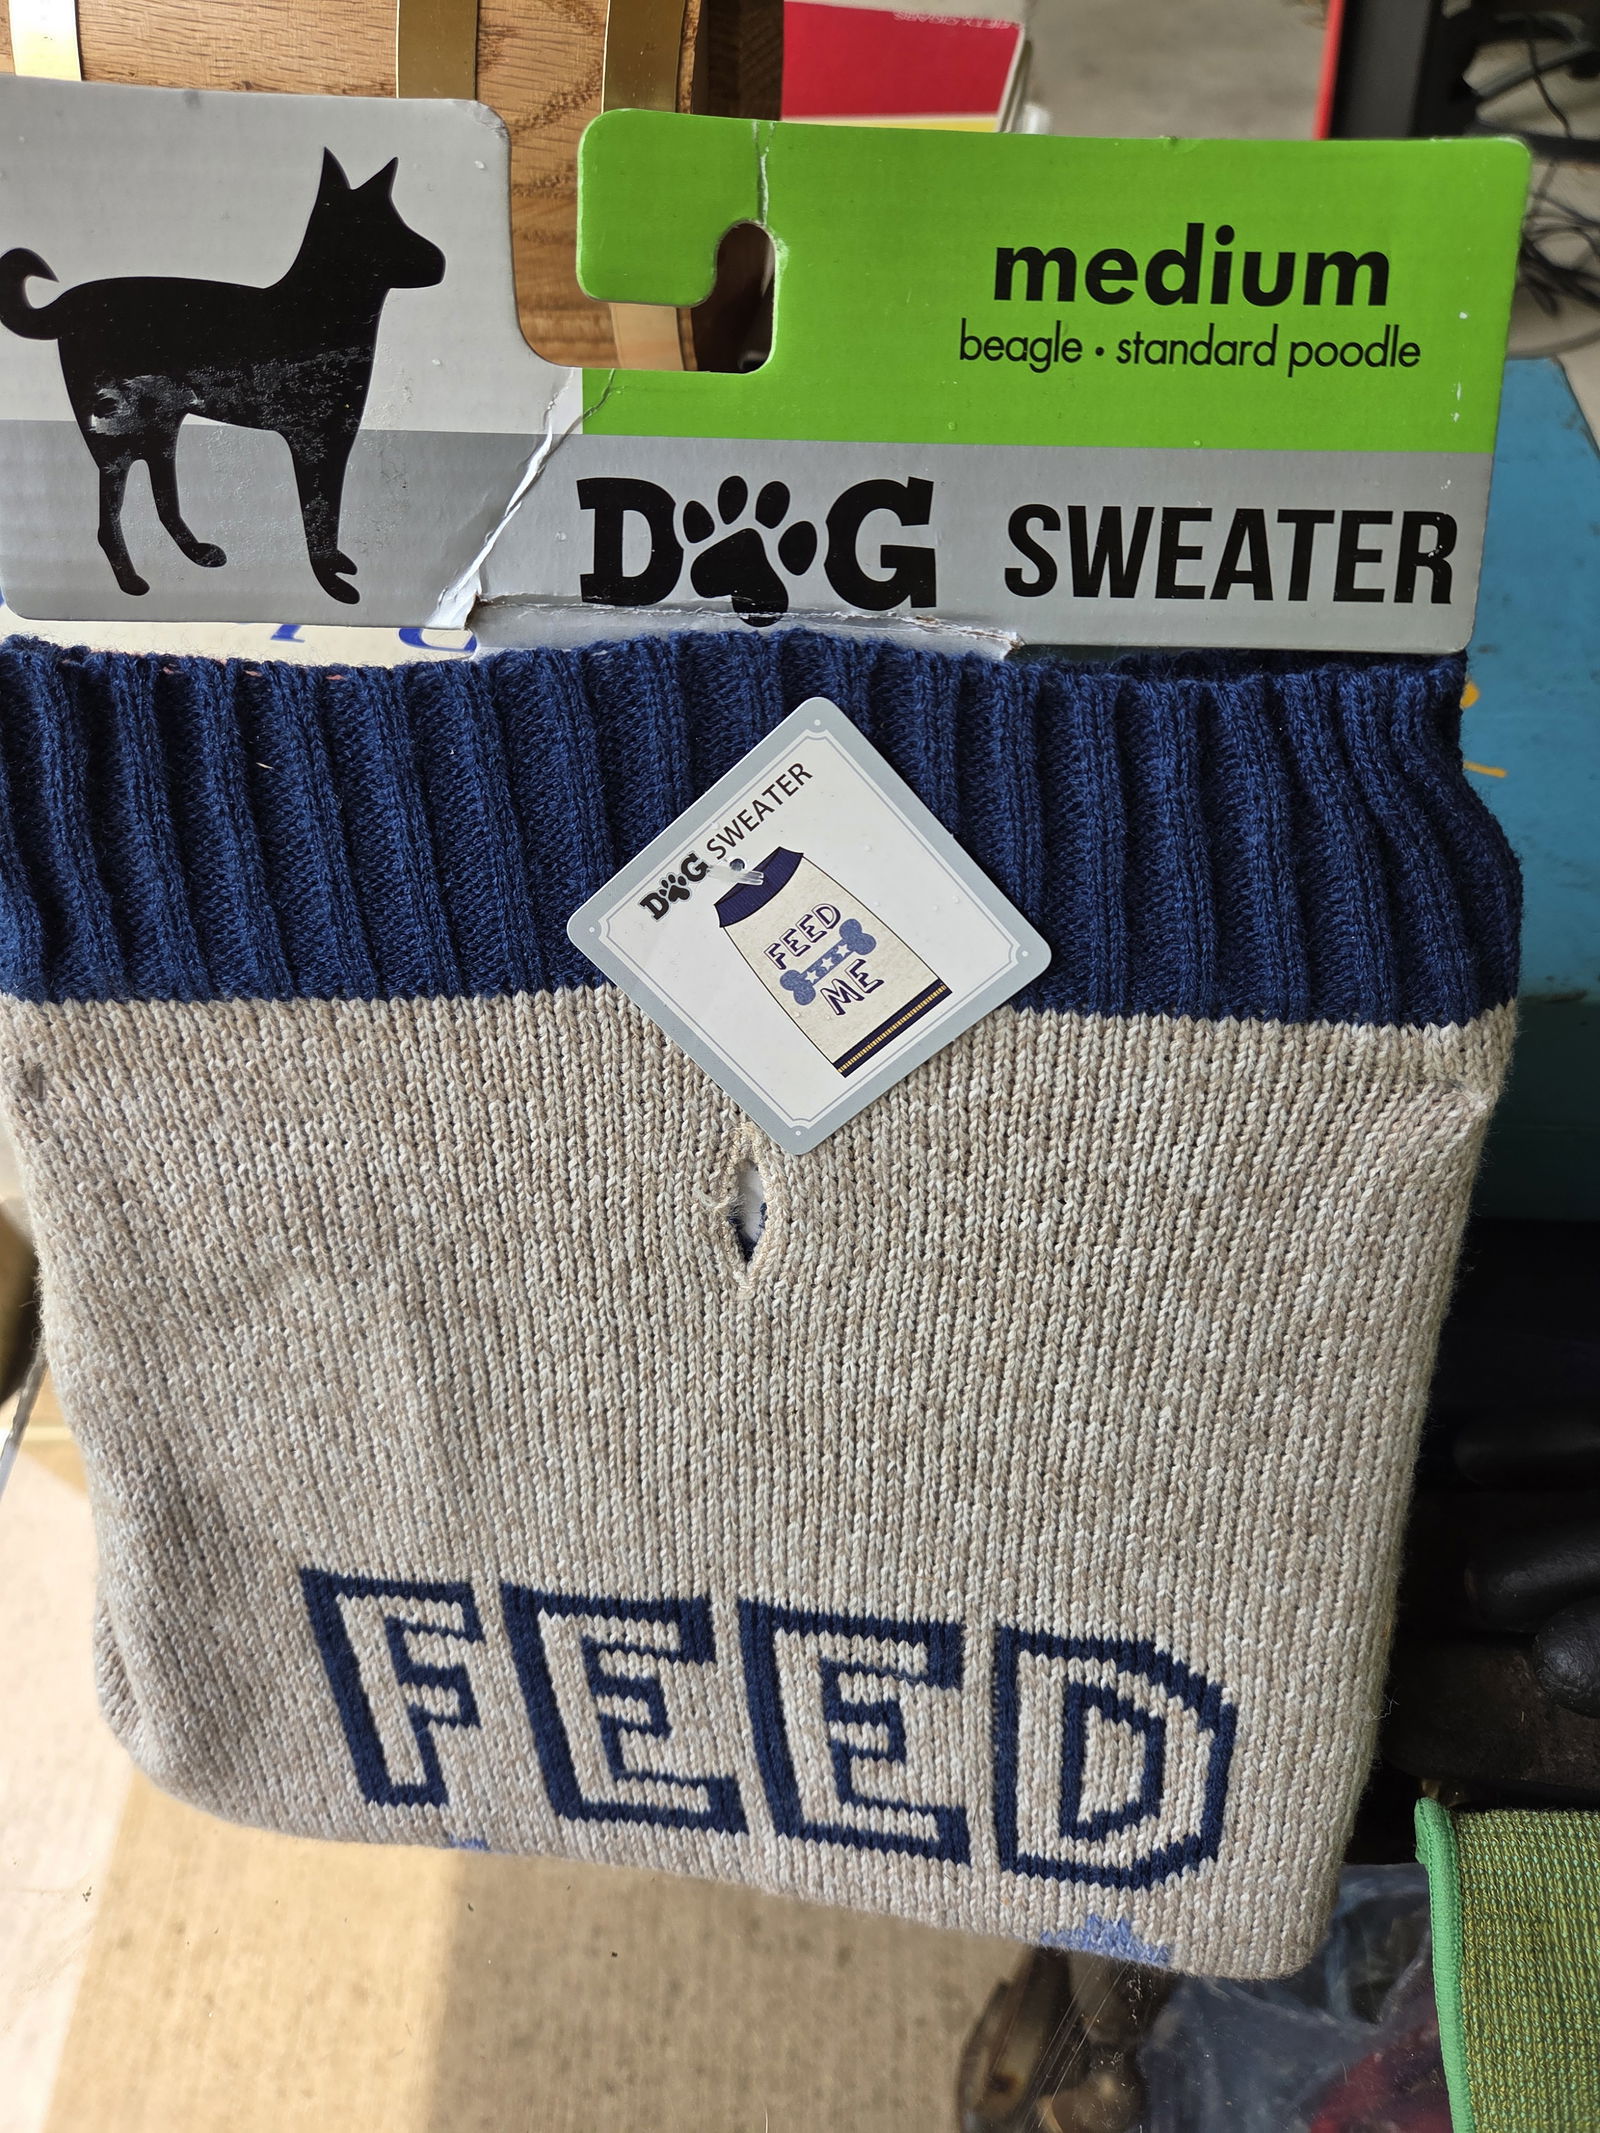 medium
beagle • standard poodle
DOG SWEATER
DOG SWEATER
FEED
ME
FEED